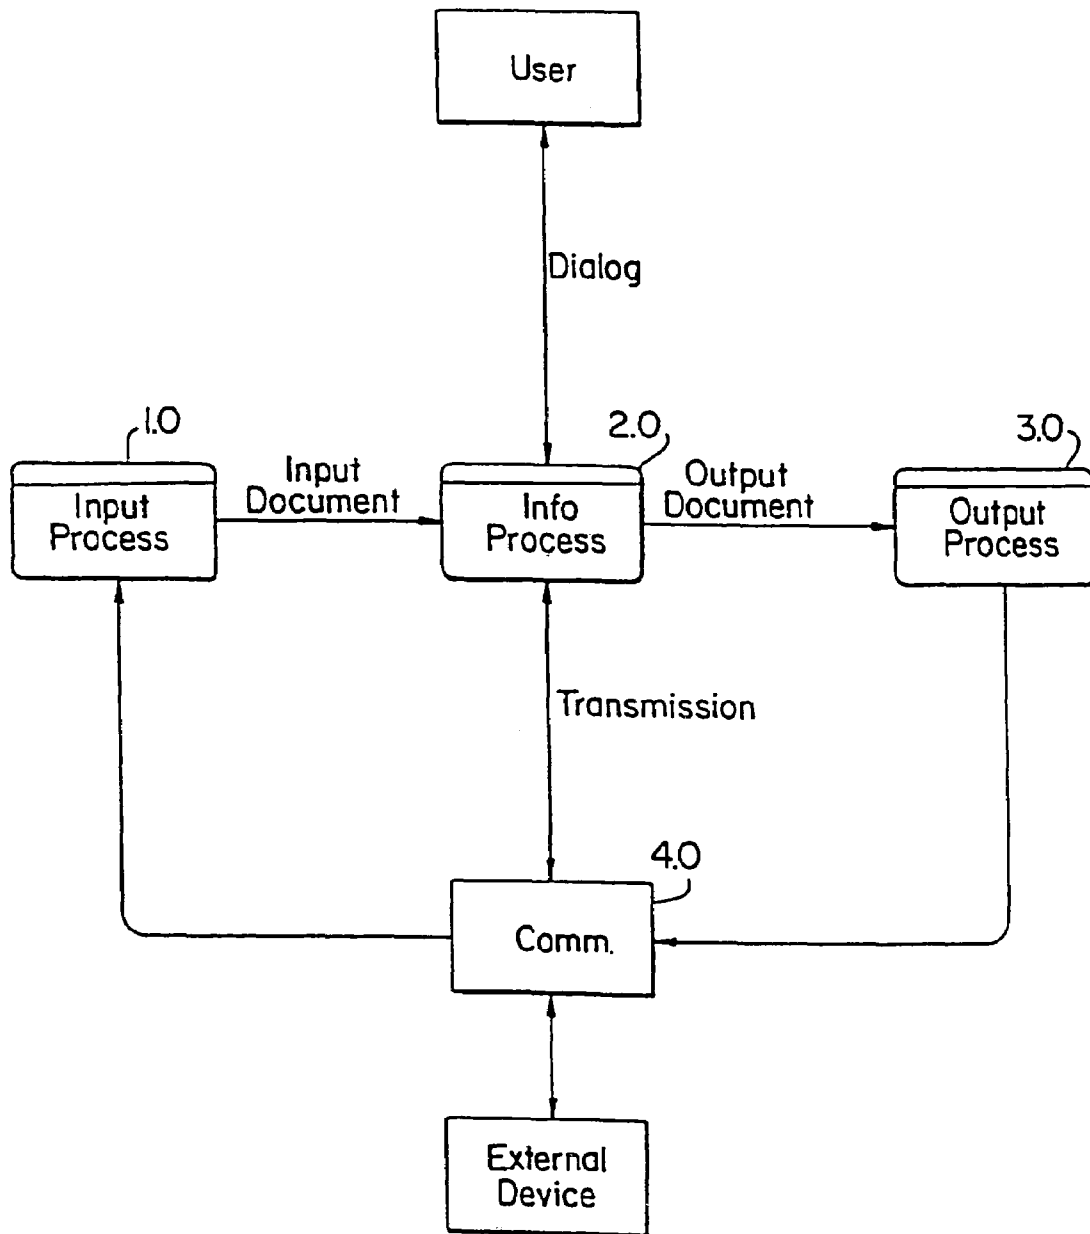 User
Dialog
1.0
2.0
3.0
Input
Process
Input
Document
Info
Process
Output
Document
Output
Process
Transmission
4.0
Comm.
External
Device